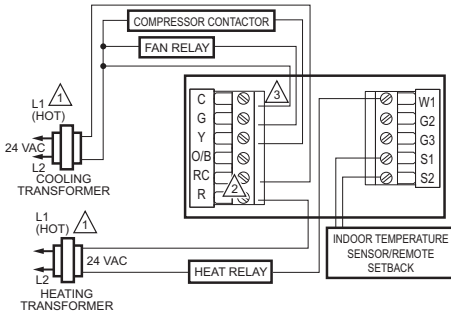 COMPRESSOR CONTACTOR
FAN RELAY
1
L1
(HOT)
24 VAC
L2
COOLING
TRANSFORMER
3
C
G
Y
O/B
RC
R
2
W1
G2
G3
S1
S2
L1
(HOT)
1
24 VAC
L2
HEATING
TRANSFORMER
HEAT RELAY
INDOOR TEMPERATURE
SENSOR/REMOTE
SETBACK